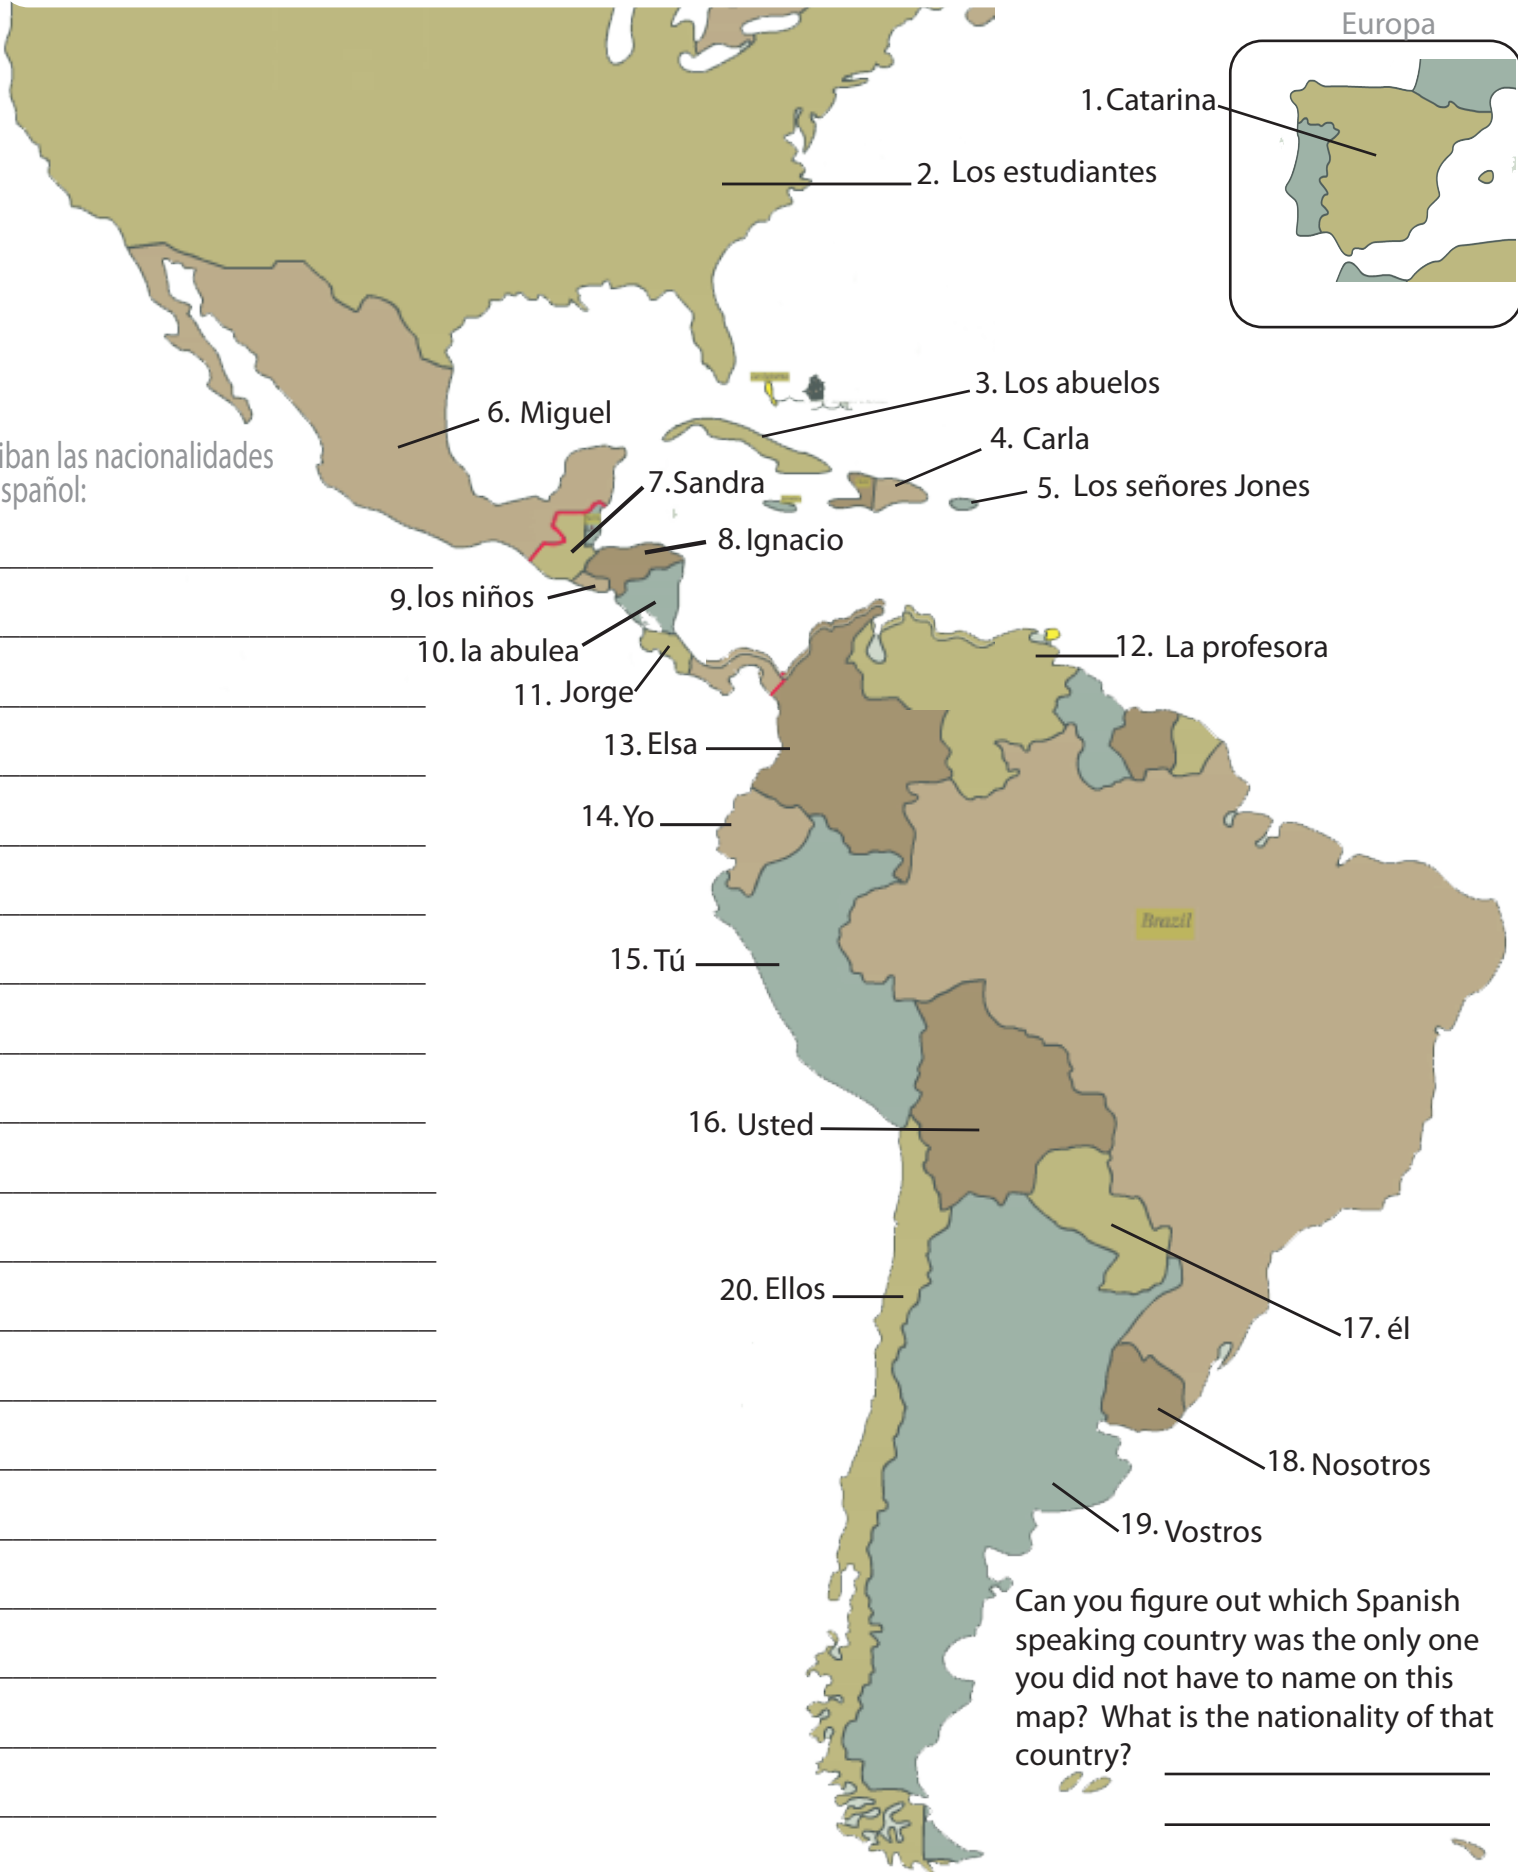 Europa
1. Catarina
2. Los estudiantes
3. Los abuelos
4. Carla
5. Los señores Jones
6. Miguel
iban las nacionalidades
spañol:
7. Sandra
8. Ignacio
9. los niños
10. la abulea
11. Jorge
12. La profesora
13. Elsa
14. Yo
Brazil
15. Tú
16. Usted
20. Ellos
17. él
18. Nosotros
19. Vostros
Can you figure out which Spanish
speaking country was the only one
you did not have to name on this
map? What is the nationality of that
country?